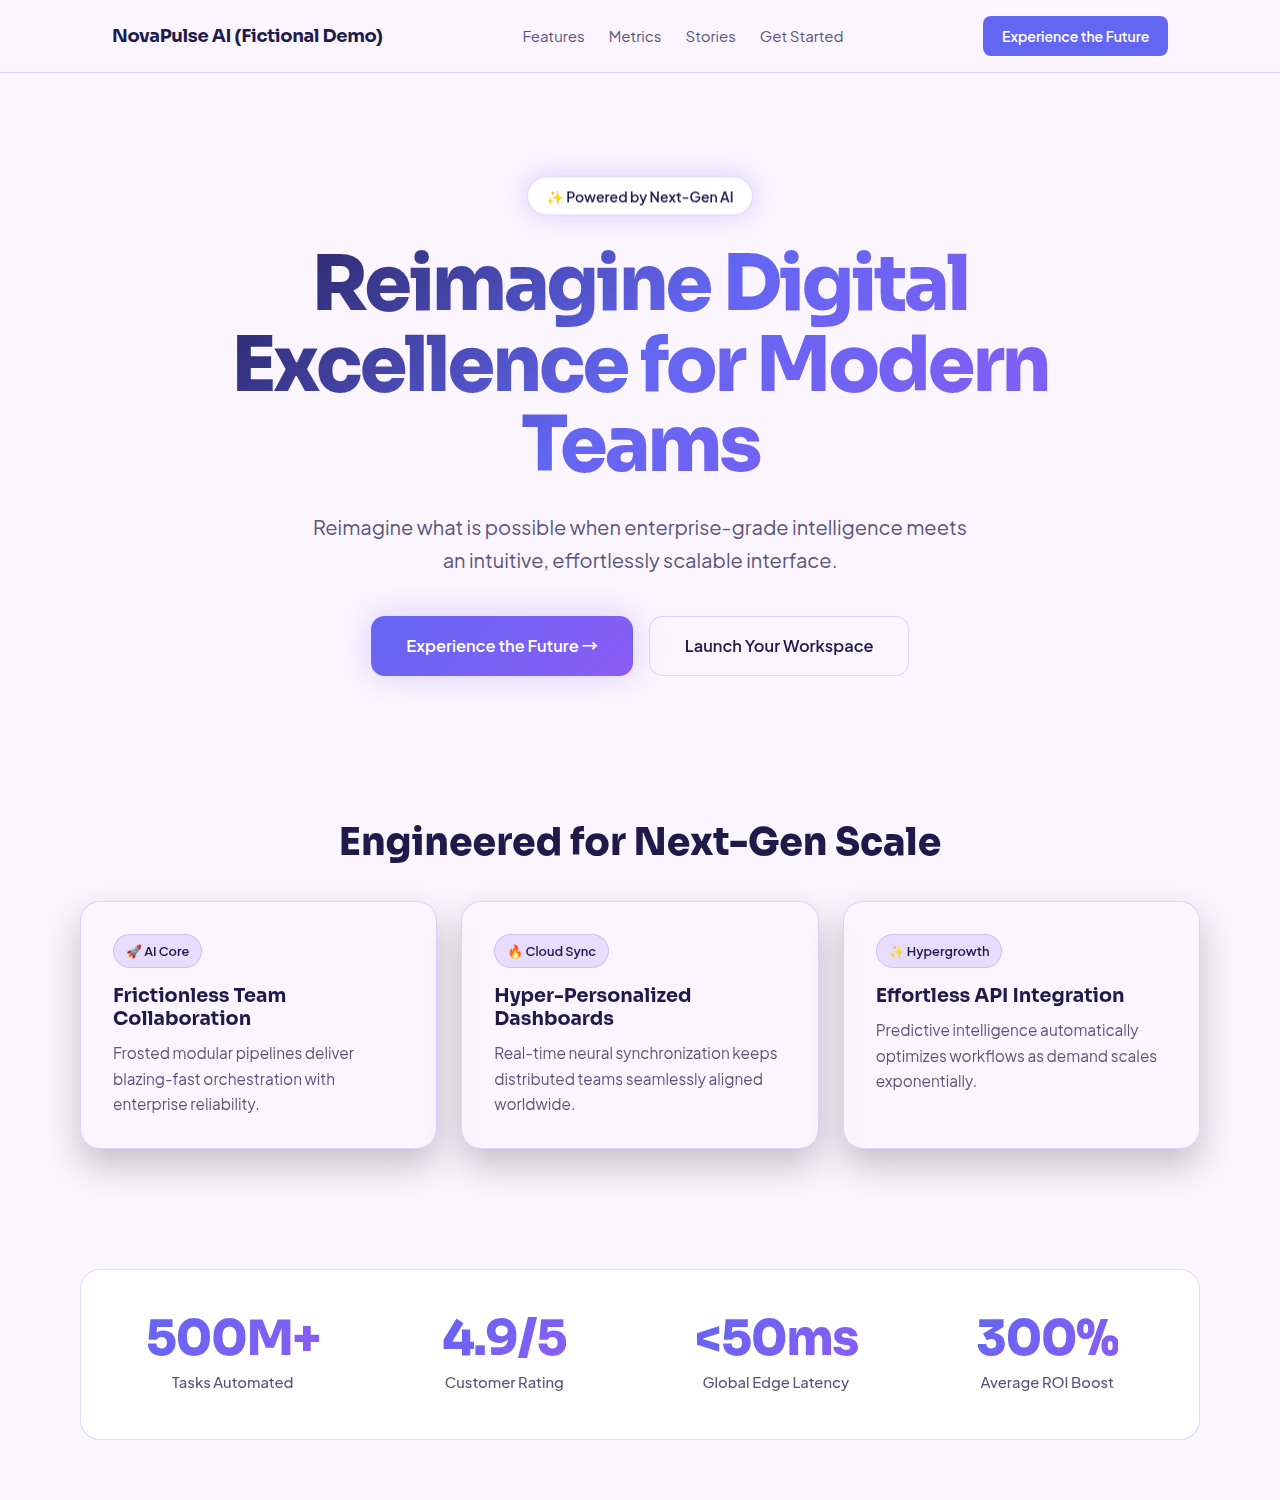 NovaPulse AI (Fictional Demo)
Features
Metrics
Stories
Get Started
Experience the Future
✨ Powered by Next-Gen AI
Reimagine Digital
Excellence for Modern
Teams
Reimagine what is possible when enterprise-grade intelligence meets
an intuitive, effortlessly scalable interface.
Experience the Future →
Launch Your Workspace
Engineered for Next-Gen Scale
🚀 AI Core
Frictionless Team
Collaboration
Frosted modular pipelines deliver
blazing-fast orchestration with
enterprise reliability.
🔥 Cloud Sync
Hyper-Personalized
Dashboards
Real-time neural synchronization keeps
distributed teams seamlessly aligned
worldwide.
✨ Hypergrowth
Effortless API Integration
Predictive intelligence automatically
optimizes workflows as demand scales
exponentially.
500M+
Tasks Automated
4.9/5
Customer Rating
<50ms
Global Edge Latency
300%
Average ROI Boost